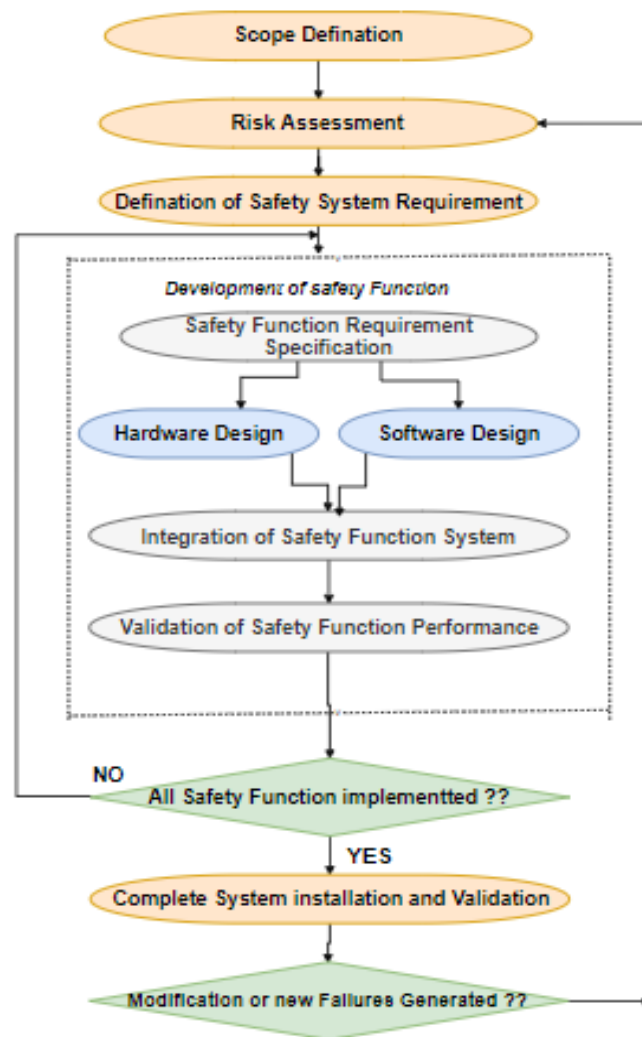 Scope Defination
Risk Assessment
Defination of Safety System Requirement
Development of safety Function
Safety Function Requirement
Specification
Hardware Design
Software Design
Integration of Safety Function System
Validation of Safety Function Performance
NO
All Safety Function implementted ??
YES
Complete System installation and Validation
Modification or new Failures Generated ??